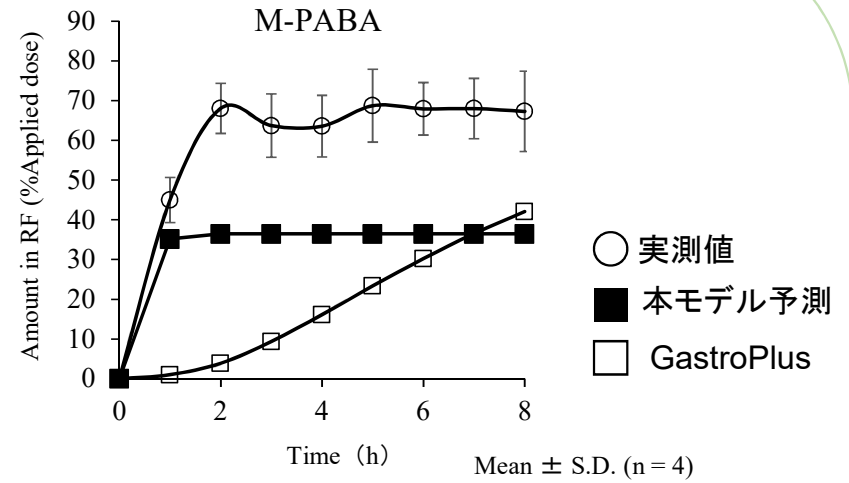 M-PABA
90
80
70
60
50
40
30
20
10
0
Amount in RF (%Applied dose)
0 2 4 6 8
Time（h）
Mean ± S.D. (n = 4)
実測値
本モデル予測
GastroPlus